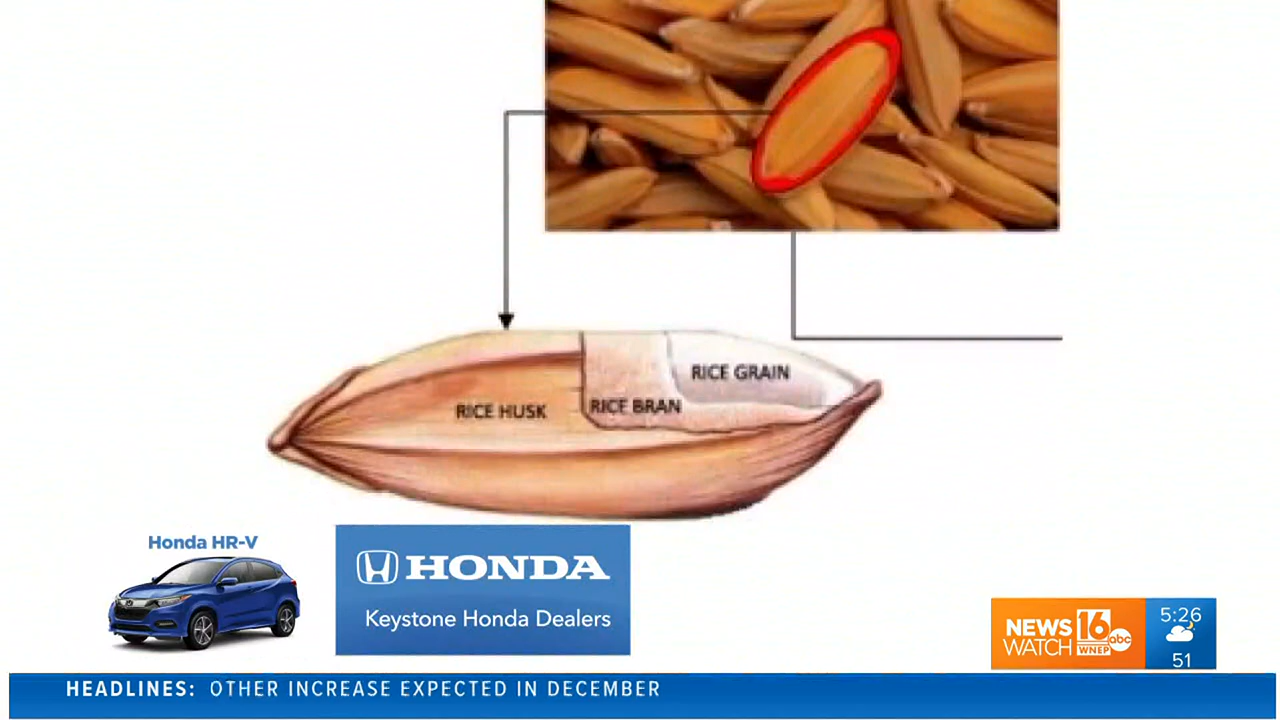 RICE GRAIN
RICE HUSK
RICE BRAN
Honda HR-V
HONDA
Keystone Honda Dealers
NEWS
WATCH
16
WNEP
abc
5:26
51
HEADLINES: OTHER INCREASE EXPECTED IN DECEMBER